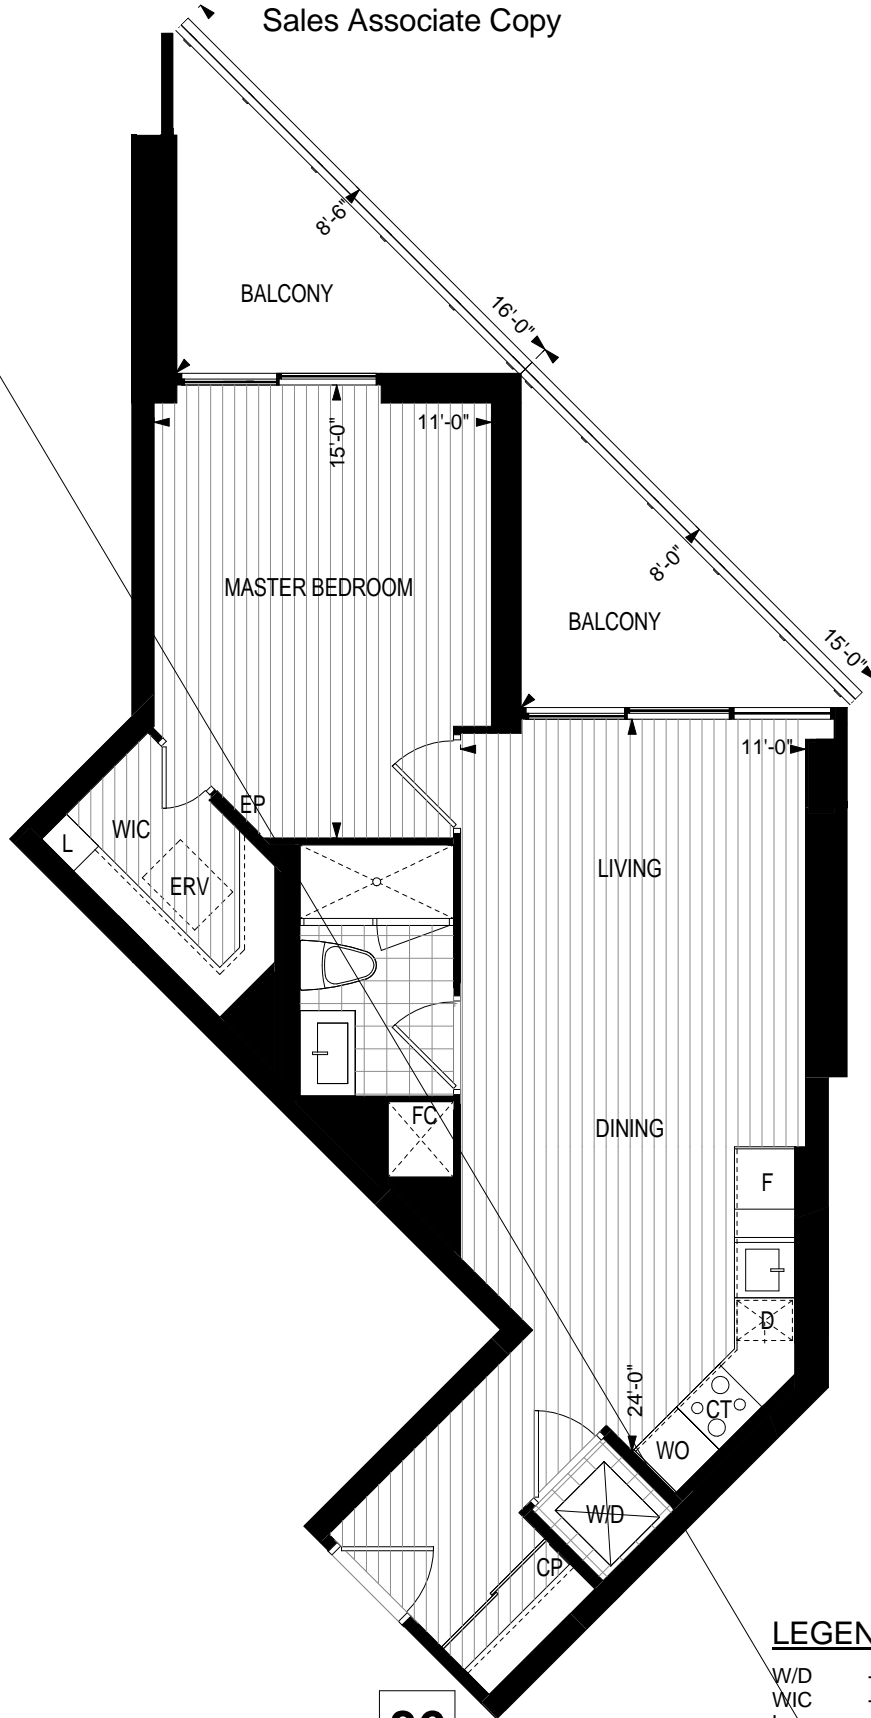 Sales Associate Copy
8'-6"
BALCONY
16'-0"
15'-0"
11'-0"
MASTER BEDROOM
8'-0"
BALCONY
15'-0"
11'-0"
EP
WIC
L
LIVING
ERV
FC
DINING
F
D
24'-0"
CT
WO
W/D
CP
LEGEN
W/D -
WIC -